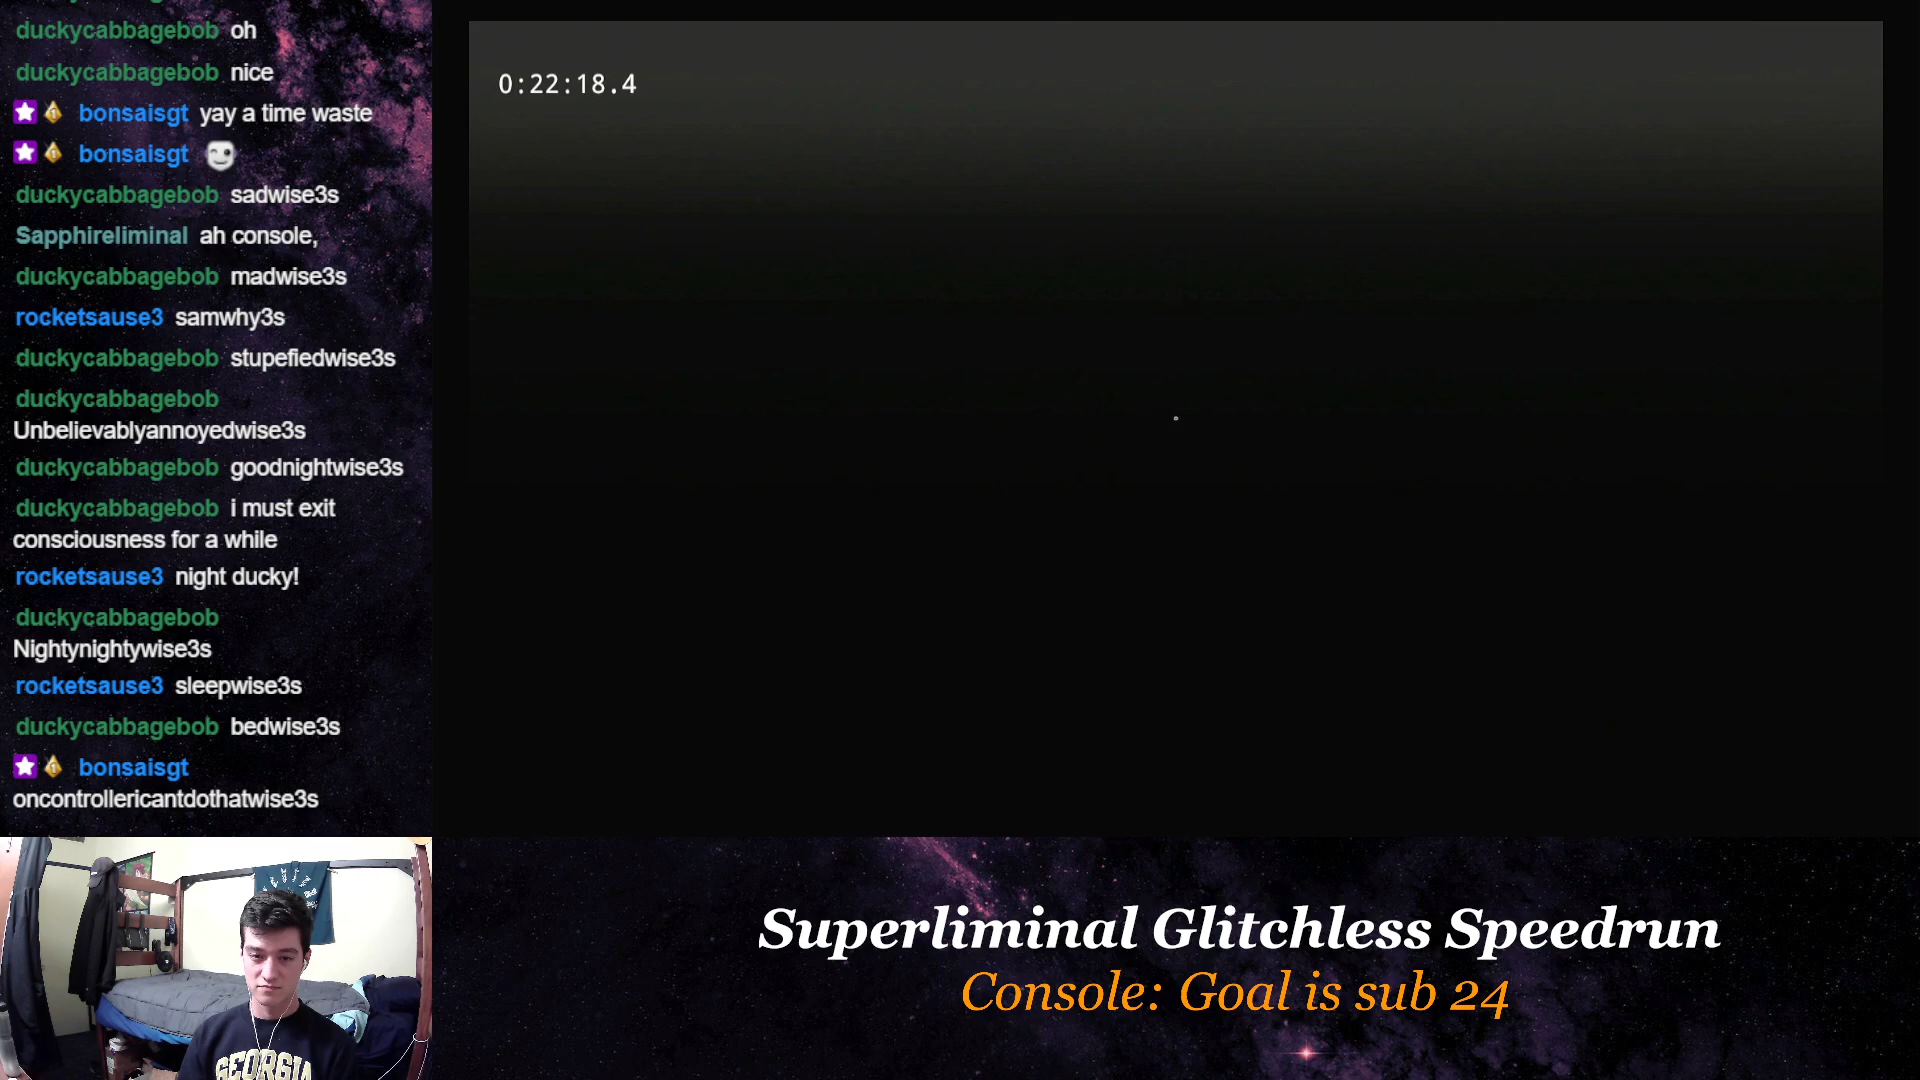 duckycabbagebob oh
duckycabbagebob nice
bonsaisgt yay a time waste
bonsaisgt
duckycabbagebob sadwise3s
Sapphireliminal ah console,
duckycabbagebob madwise3s
rocketsause3 samwhy3s
duckycabbagebob stupefiedwise3s
duckycabbagebob
Unbelievablyannoyedwise3s
duckycabbagebob goodnightwise3s
duckycabbagebob i must exit
consciousness for a while
rocketsause3 night ducky!
duckycabbagebob
Nightynightywise3s
rocketsause3 sleepwise3s
duckycabbagebob bedwise3s
bonsaisgt
oncontrollericantdothatwise3s
0:22:18.4
GEORGIA
Superliminal Glitchless Speedrun
Console: Goal is sub 24